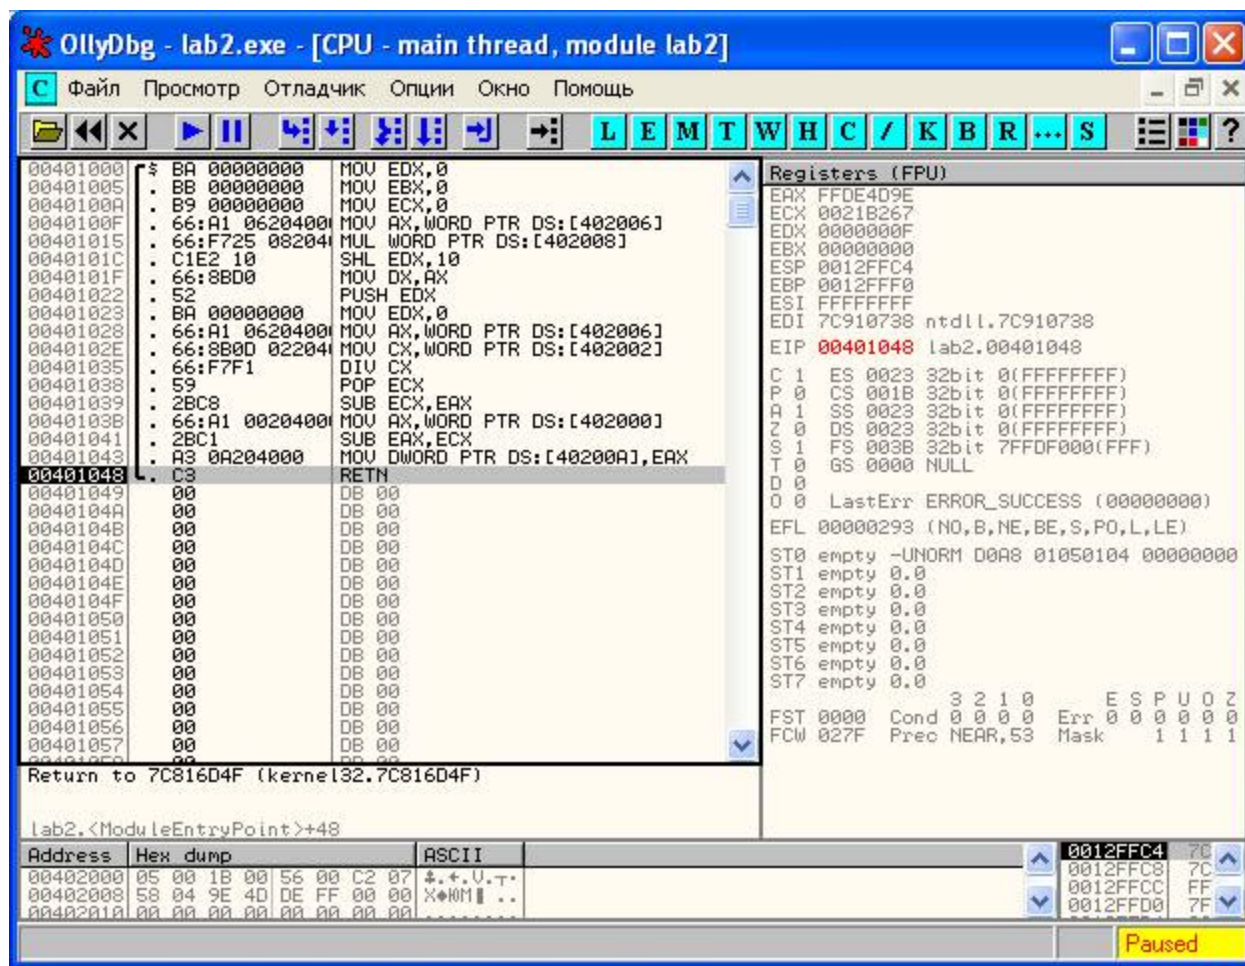 OllyDbg - lab2.exe - [CPU - main thread, module lab2]
C Файл Просмотр Отладчик Опции Окно Помощь
L E M T W H C / K B R ... S ?
00401000 $ BA 00000000 MOV EDX,0
00401005 . BB 00000000 MOV EBX,0
0040100A . B9 00000000 MOV ECX,0
0040100F . 66:A1 06204000 MOV AX,WORD PTR DS:[402006]
00401015 . 66:F725 08204 MUL WORD PTR DS:[402008]
0040101C . C1E2 10 SHL EDX,10
0040101F . 66:8BD0 MOV DX,AX
00401022 . 52 PUSH EDX
00401023 . BA 00000000 MOV EDX,0
00401028 . 66:A1 06204000 MOV AX,WORD PTR DS:[402006]
0040102E . 66:8B0D 02204 MOV CX,WORD PTR DS:[402002]
00401035 . 66:F7F1 DIV CX
00401038 . 59 POP ECX
00401039 . 2BC8 SUB ECX,EAX
0040103B . 66:A1 00204000 MOV AX,WORD PTR DS:[402000]
00401041 . 2BC1 SUB EAX,ECX
00401043 . A3 0A204000 MOV DWORD PTR DS:[40200A],EAX
00401048 . C3 RETN
00401049 00 DB 00
0040104A 00 DB 00
0040104B 00 DB 00
0040104C 00 DB 00
0040104D 00 DB 00
0040104E 00 DB 00
0040104F 00 DB 00
00401050 00 DB 00
00401051 00 DB 00
00401052 00 DB 00
00401053 00 DB 00
00401054 00 DB 00
00401055 00 DB 00
00401056 00 DB 00
00401057 00 DB 00
Return to 7C816D4F (kernel32.7C816D4F)
lab2.<ModuleEntryPoint>+48
Registers (FPU)
EAX FFDE4D9E
ECX 0021B267
EDX 0000000F
EBX 00000000
ESP 0012FFC4
EBP 0012FFF0
ESI FFFFFFFF
EDI 7C910738 ntdll.7C910738
EIP 00401048 lab2.00401048
C 1 ES 0023 32bit 0(FFFFFFFF)
P 0 CS 001B 32bit 0(FFFFFFFF)
A 1 SS 0023 32bit 0(FFFFFFFF)
Z 0 DS 0023 32bit 0(FFFFFFFF)
S 1 FS 003B 32bit 7FFDF000(FFF)
T 0 GS 0000 NULL
D 0
O 0 LastErr ERROR_SUCCESS (00000000)
EFL 00000293 (NO,B,NE,BE,S,PO,L,LE)
ST0 empty -UNORM D0A8 01050104 00000000
ST1 empty 0.0
ST2 empty 0.0
ST3 empty 0.0
ST4 empty 0.0
ST5 empty 0.0
ST6 empty 0.0
ST7 empty 0.0
3 2 1 0 E S P U O Z
FST 0000 Cond 0 0 0 0 Err 0 0 0 0 0 0
FCW 027F Prec NEAR,53 Mask 1 1 1 1
Address Hex dump ASCII
00402000 05 00 1B 00 56 00 C2 07
00402008 58 04 9E 4D DE FF 00 00
00402010 00 00 00 00 00 00 00 00 ........
0012FFC4 7C
0012FFC8 7C
0012FFCC FF
0012FFD0 7F
Paused